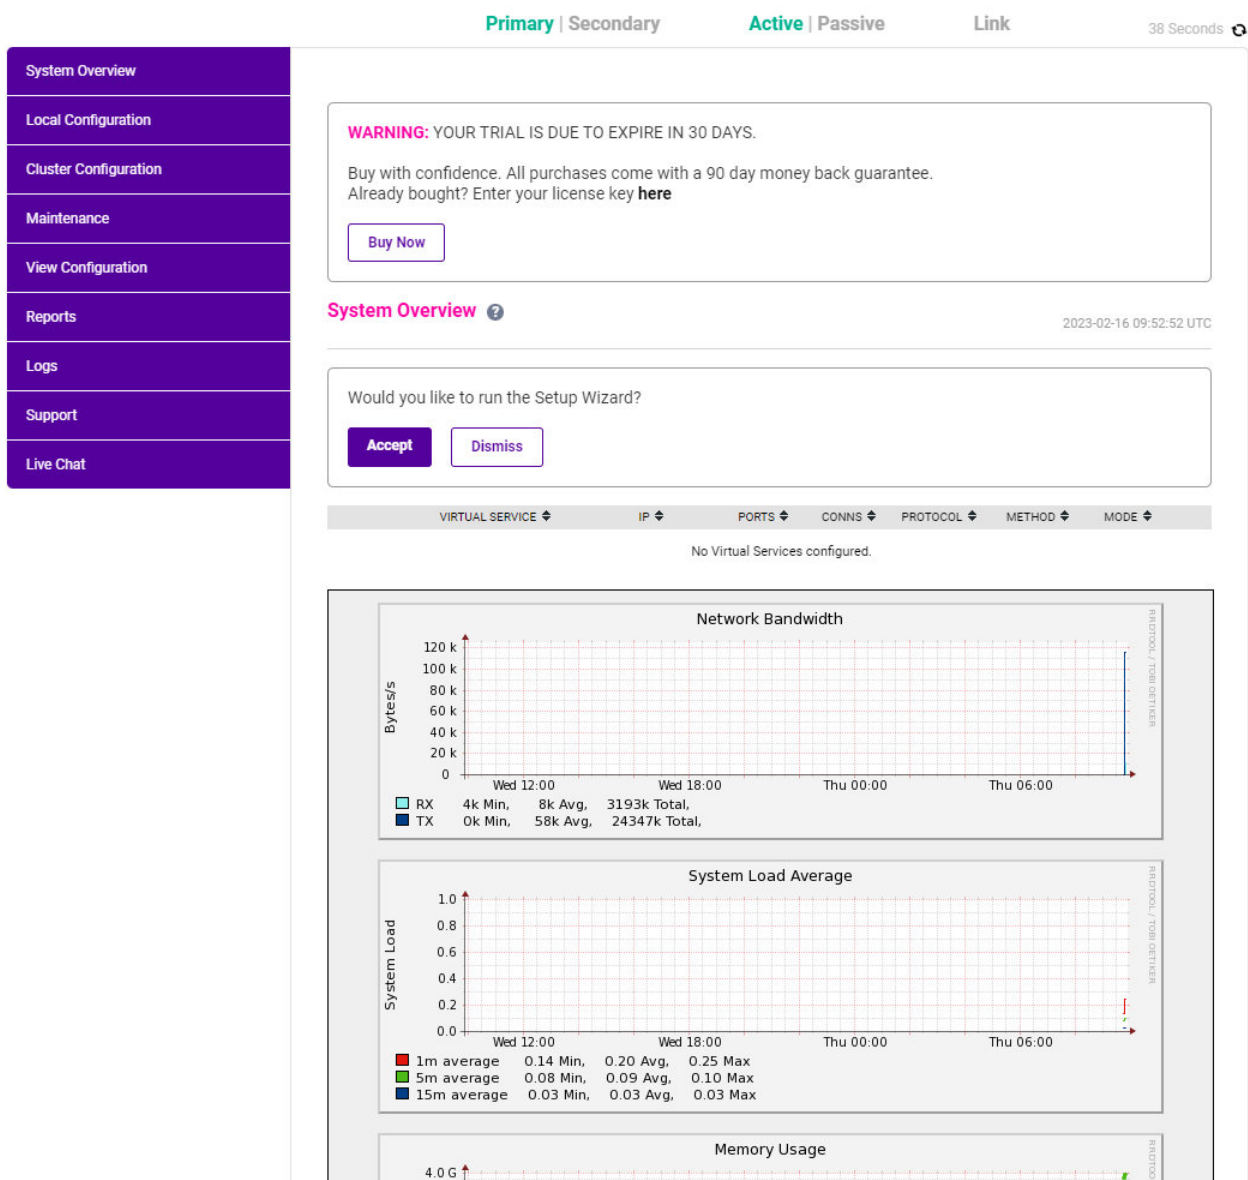 Primary | Secondary Active | Passive Link 38 Seconds
System Overview
Local Configuration
Cluster Configuration
Maintenance
View Configuration
Reports
Logs
Support
Live Chat
WARNING: YOUR TRIAL IS DUE TO EXPIRE IN 30 DAYS.
Buy with confidence. All purchases come with a 90 day money back guarantee.
Already bought? Enter your license key here
Buy Now
System Overview ?
2023-02-16 09:52:52 UTC
Would you like to run the Setup Wizard?
Accept Dismiss
VIRTUAL SERVICE IP PORTS CONNS PROTOCOL METHOD MODE
No Virtual Services configured.
Network Bandwidth
RRDTOOL / TOBI OETIKER
Bytes/s
120 k
100 k
80 k
60 k
40 k
20 k
0
Wed 12:00 Wed 18:00 Thu 00:00 Thu 06:00
RX 4k Min, 8k Avg, 3193k Total,
TX 0k Min, 58k Avg, 24347k Total,
System Load Average
RRDTOOL / TOBI OETIKER
System Load
1.0
0.8
0.6
0.4
0.2
0.0
Wed 12:00 Wed 18:00 Thu 00:00 Thu 06:00
1m average 0.14 Min, 0.20 Avg, 0.25 Max
5m average 0.08 Min, 0.09 Avg, 0.10 Max
15m average 0.03 Min, 0.03 Avg, 0.03 Max
Memory Usage
RRDTOO
4.0 G